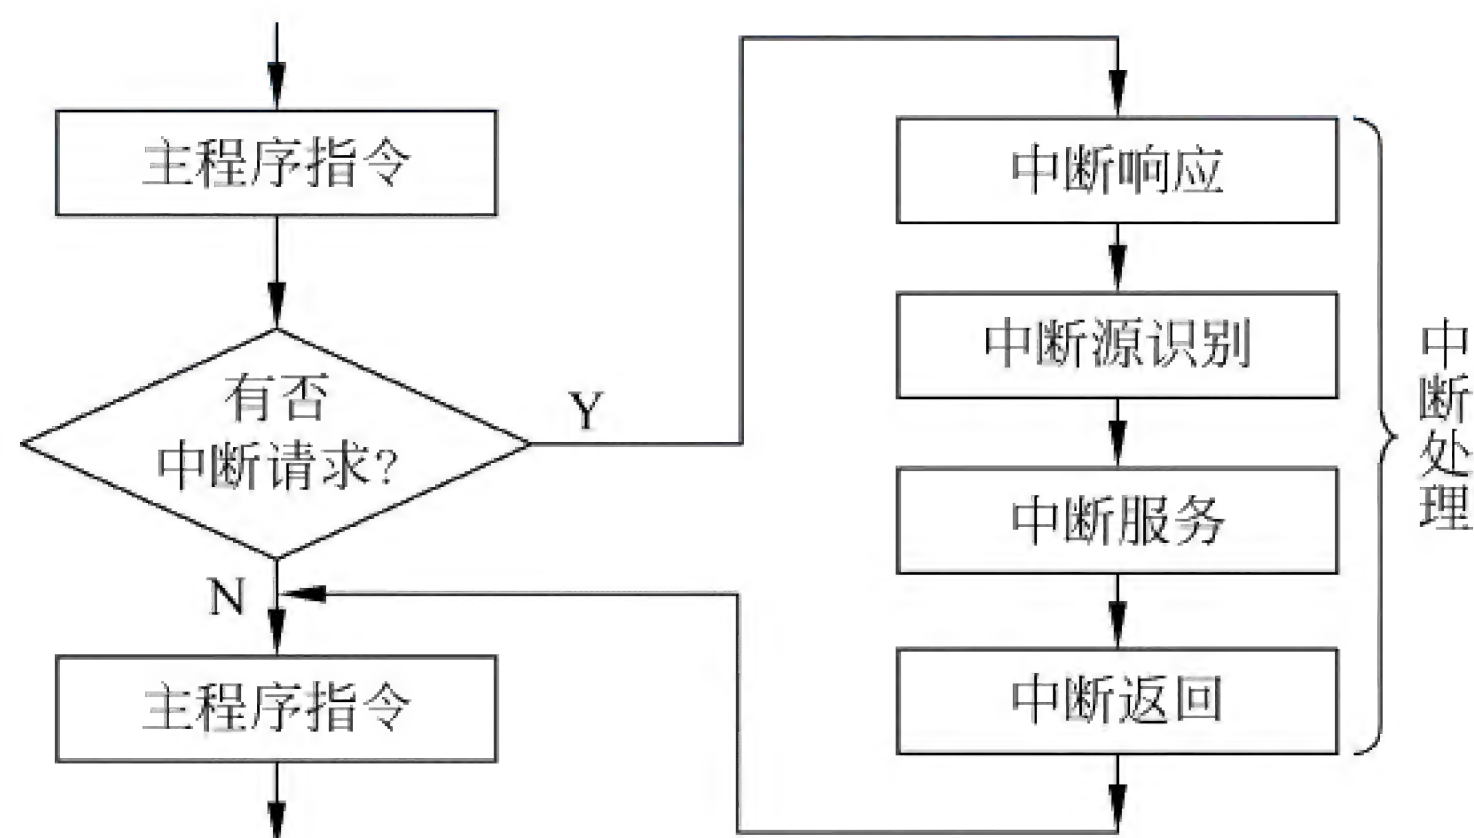 主程序指令
有否
中断请求?
Y
N
主程序指令
中断响应
中断源识别
中断服务
中断返回
中断处理